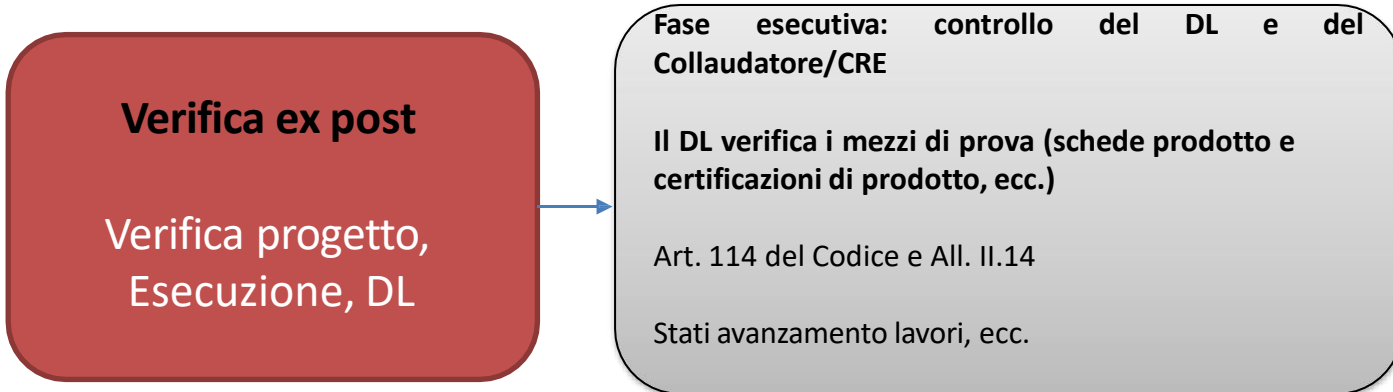 Verifica ex post
Verifica progetto,
Esecuzione, DL
Fase esecutiva: controllo del DL e del
Collaudatore/CRE
Il DL verifica i mezzi di prova (schede prodotto e
certificazioni di prodotto, ecc.)
Art. 114 del Codice e All. II.14
Stati avanzamento lavori, ecc.